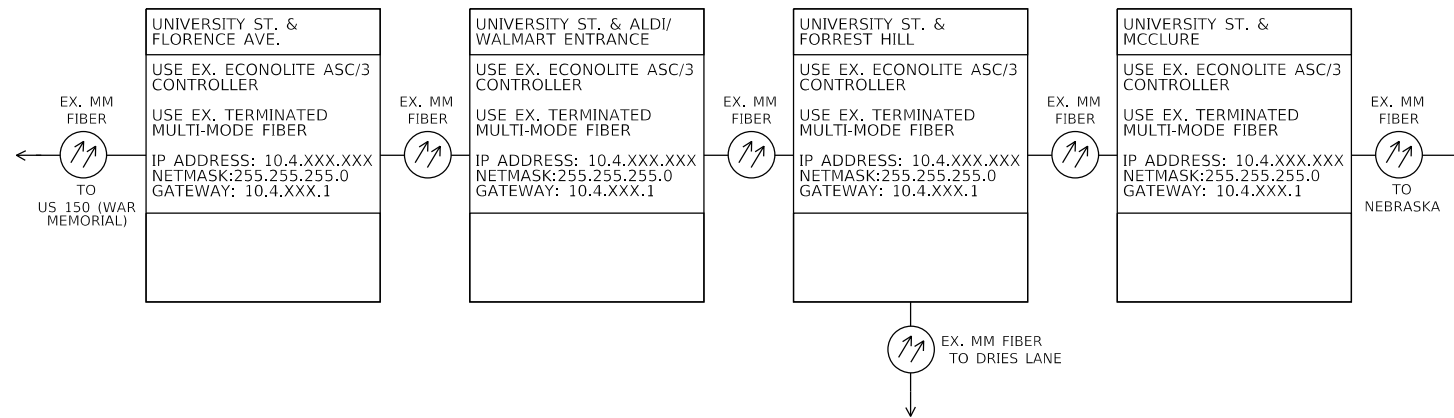 UNIVERSITY ST. &
FLORENCE AVE.
USE EX. ECONOLITE ASC/3
CONTROLLER
USE EX. TERMINATED
MULTI-MODE FIBER
IP ADDRESS: 10.4.XXX.XXX
NETMASK:255.255.255.0
GATEWAY: 10.4.XXX.1
UNIVERSITY ST. & ALDI/
WALMART ENTRANCE
USE EX. ECONOLITE ASC/3
CONTROLLER
USE EX. TERMINATED
MULTI-MODE FIBER
IP ADDRESS: 10.4.XXX.XXX
NETMASK:255.255.255.0
GATEWAY: 10.4.XXX.1
UNIVERSITY ST. &
FORREST HILL
USE EX. ECONOLITE ASC/3
CONTROLLER
USE EX. TERMINATED
MULTI-MODE FIBER
IP ADDRESS: 10.4.XXX.XXX
NETMASK:255.255.255.0
GATEWAY: 10.4.XXX.1
UNIVERSITY ST. &
MCCLURE
USE EX. ECONOLITE ASC/3
CONTROLLER
USE EX. TERMINATED
MULTI-MODE FIBER
IP ADDRESS: 10.4.XXX.XXX
NETMASK:255.255.255.0
GATEWAY: 10.4.XXX.1
EX. MM
FIBER
TO
US 150 (WAR
MEMORIAL)
EX. MM
FIBER
EX. MM
FIBER
EX. MM
FIBER
EX. MM
FIBER
TO
NEBRASKA
EX. MM FIBER
TO DRIES LANE